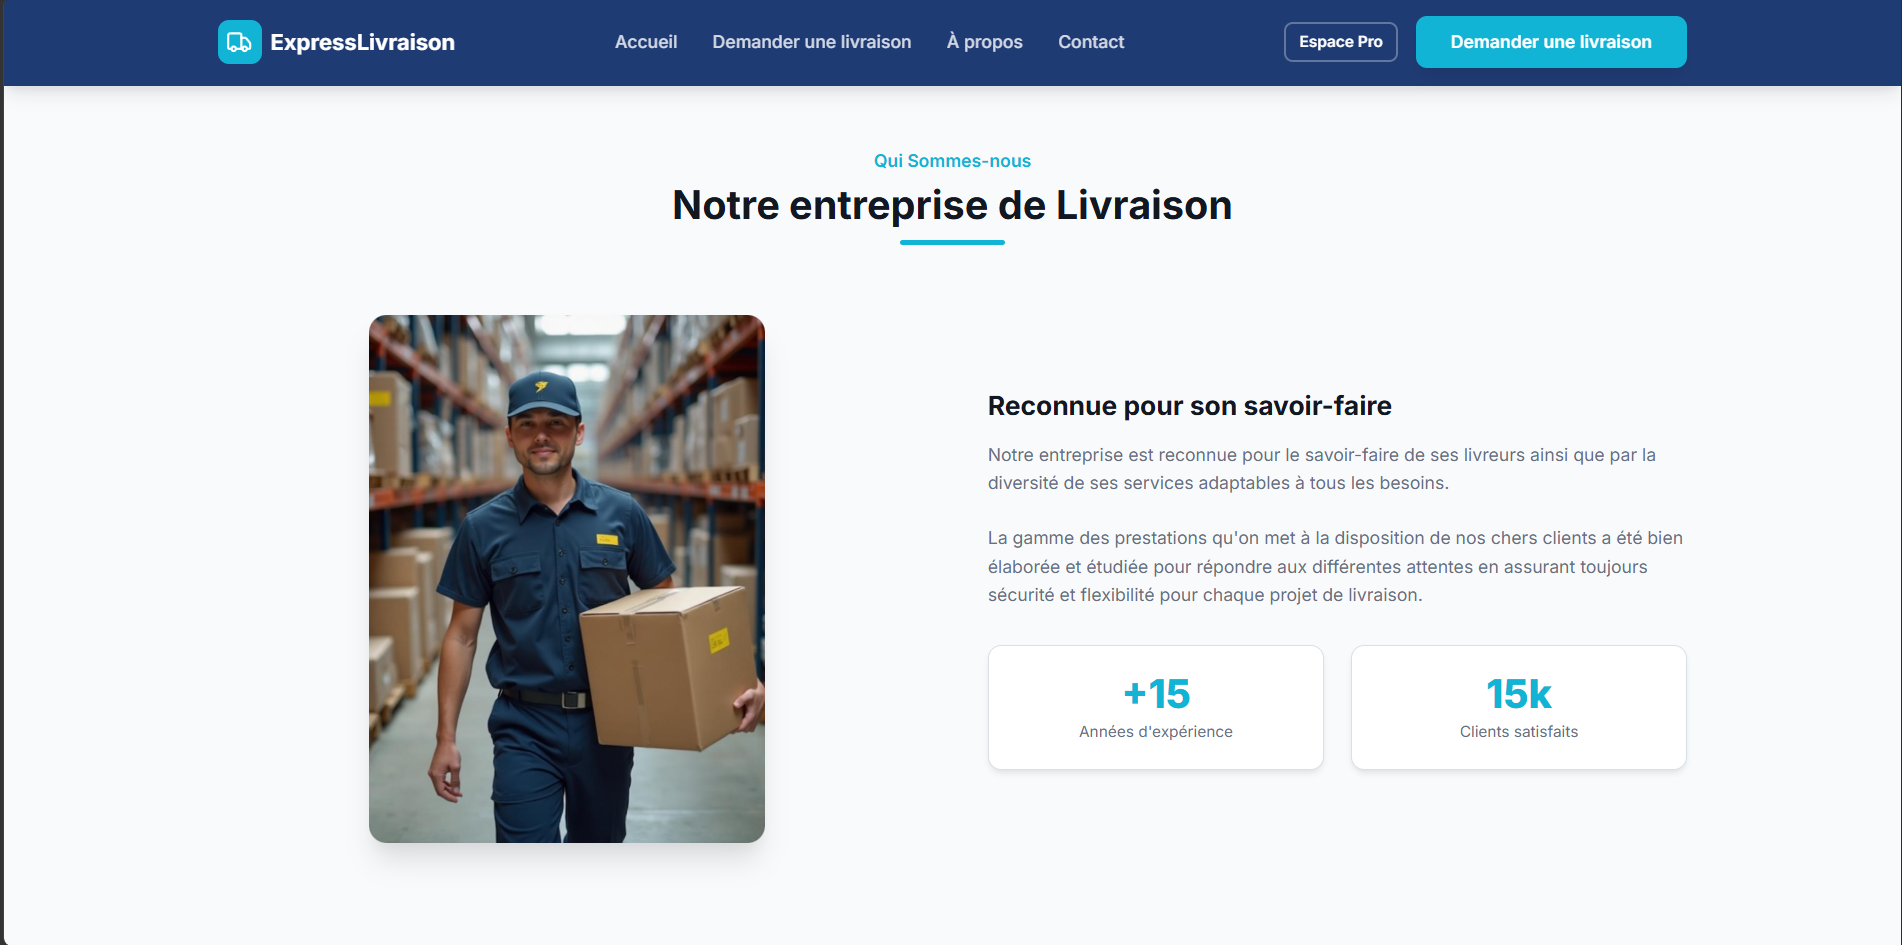 ExpressLivraison
Accueil
Demander une livraison
À propos
Contact
Espace Pro
Demander une livraison
Qui Sommes-nous
Notre entreprise de Livraison
Reconnue pour son savoir-faire
Notre entreprise est reconnue pour le savoir-faire de ses livreurs ainsi que par la
diversité de ses services adaptables à tous les besoins.
La gamme des prestations qu'on met à la disposition de nos chers clients a été bien
élaborée et étudiée pour répondre aux différentes attentes en assurant toujours
sécurité et flexibilité pour chaque projet de livraison.
+15
Années d'expérience
15k
Clients satisfaits